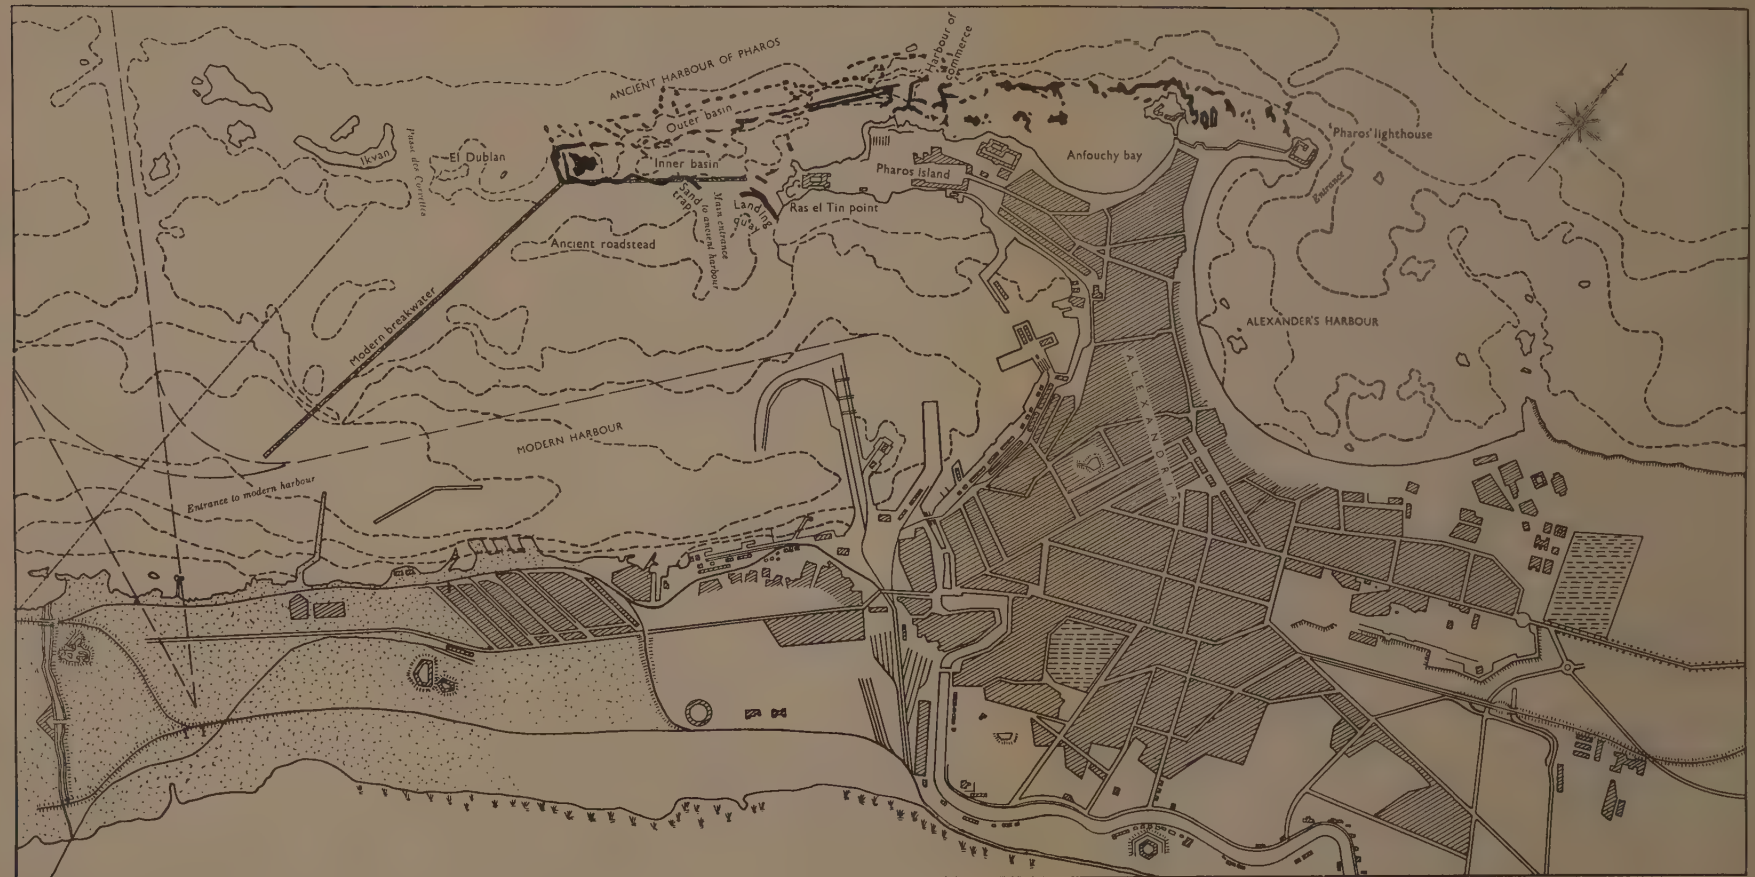 ANCIENT HARBOUR OF PHAROS
Harbour of
commerce
Outer basin
Inner basin
Ikvan
El Dublan
Sand
trap
Main entrance
to ancient harbour
Landing
quay
Ras el Tin point
Pharos island
Anfouchy bay
Pharos' lighthouse
Entrance
Ancient roadstead
Modern breakwater
ALEXANDER'S HARBOUR
ALEXANDRIA
MODERN HARBOUR
Entrance to modern harbour